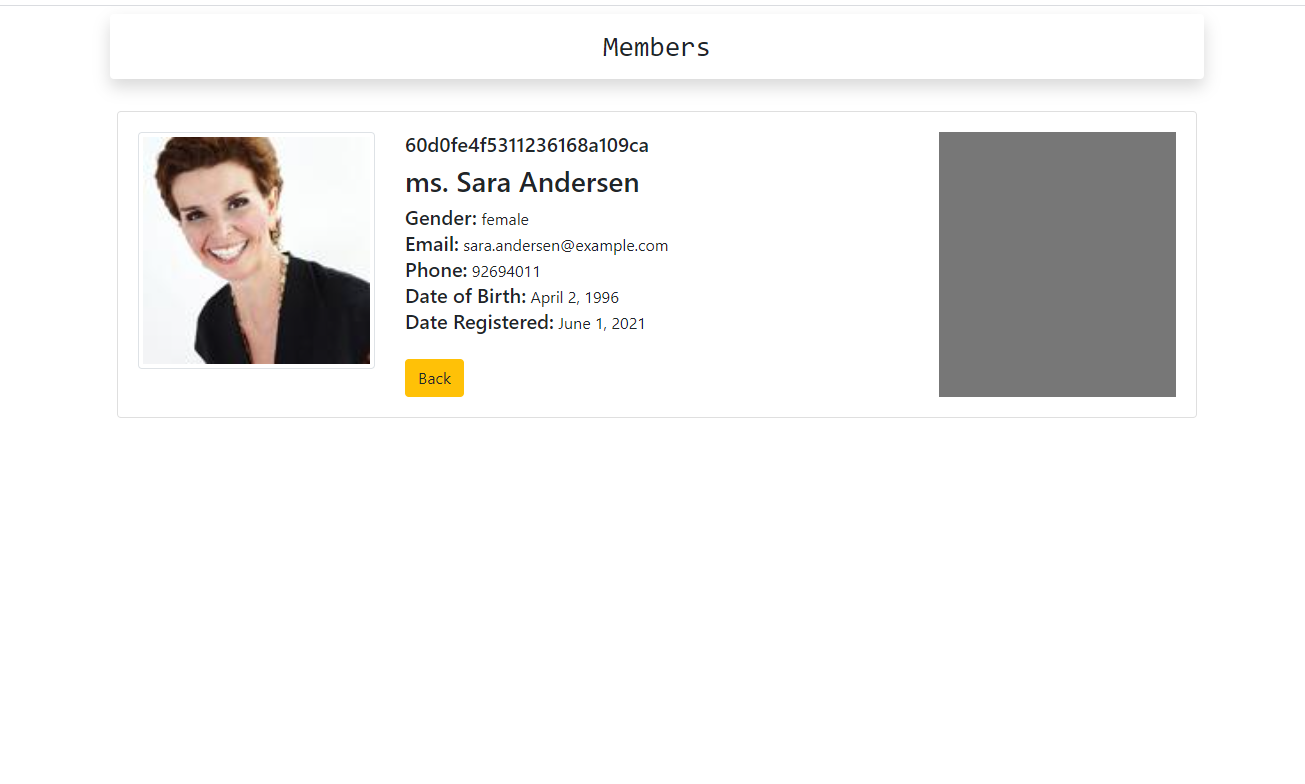 Members
60d0fe4f5311236168a109ca
ms. Sara Andersen
Gender: female
Email: sara.andersen@example.com
Phone: 92694011
Date of Birth: April 2, 1996
Date Registered: June 1, 2021
Back